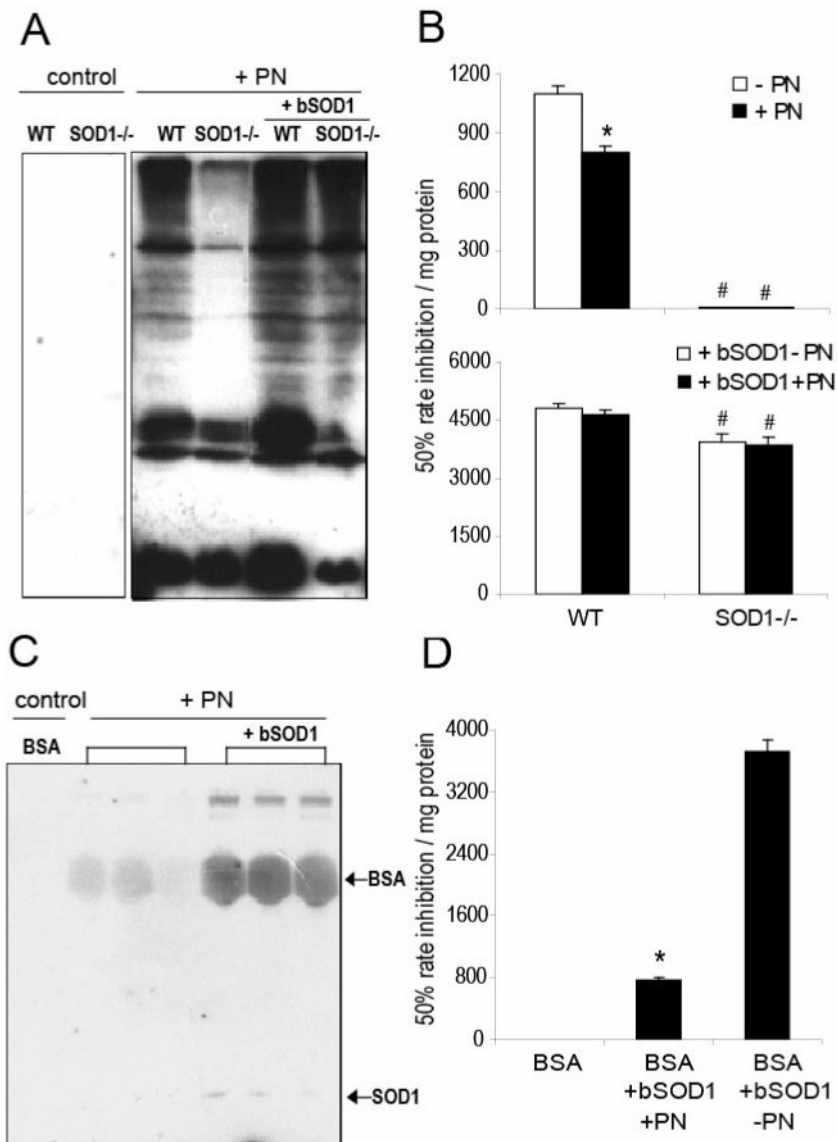 A
control
+ PN
+ bSOD1
WT SOD1-/-
WT SOD1-/- WT SOD1-/-
B
1200
900
600
300
0
- PN
+ PN
*
# #
6000
4500
3000
1500
0
+ bSOD1 - PN
+ bSOD1 + PN
# #
50% rate inhibition / mg protein
WT SOD1-/-
C
control + PN
BSA + bSOD1
BSA
SOD1
D
4000
3200
2400
1600
800
0
50% rate inhibition / mg protein
*
BSA BSA BSA
+bSOD1 +bSOD1
+PN -PN